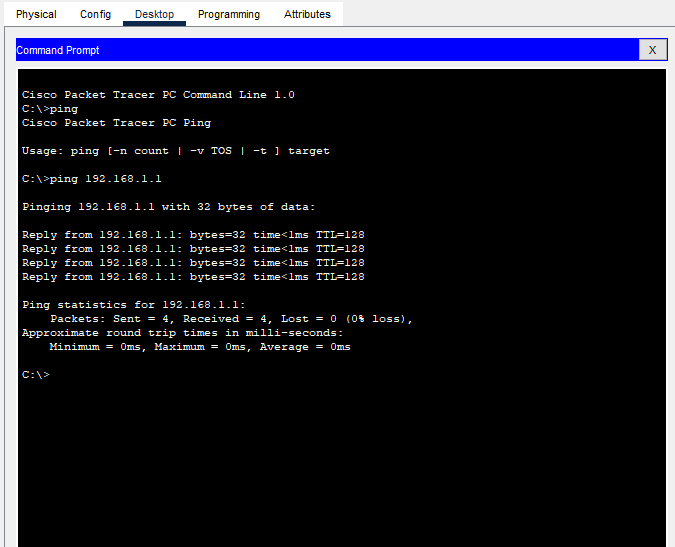 Physical Config Desktop Programming Attributes
Command Prompt X
Cisco Packet Tracer PC Command Line 1.0
C:\>ping
Cisco Packet Tracer PC Ping
Usage: ping [-n count | -v TOS | -t ] target
C:\>ping 192.168.1.1
Pinging 192.168.1.1 with 32 bytes of data:
Reply from 192.168.1.1: bytes=32 time<1ms TTL=128
Reply from 192.168.1.1: bytes=32 time<1ms TTL=128
Reply from 192.168.1.1: bytes=32 time<1ms TTL=128
Reply from 192.168.1.1: bytes=32 time<1ms TTL=128
Ping statistics for 192.168.1.1:
Packets: Sent = 4, Received = 4, Lost = 0 (0% loss),
Approximate round trip times in milli-seconds:
Minimum = 0ms, Maximum = 0ms, Average = 0ms
C:\>